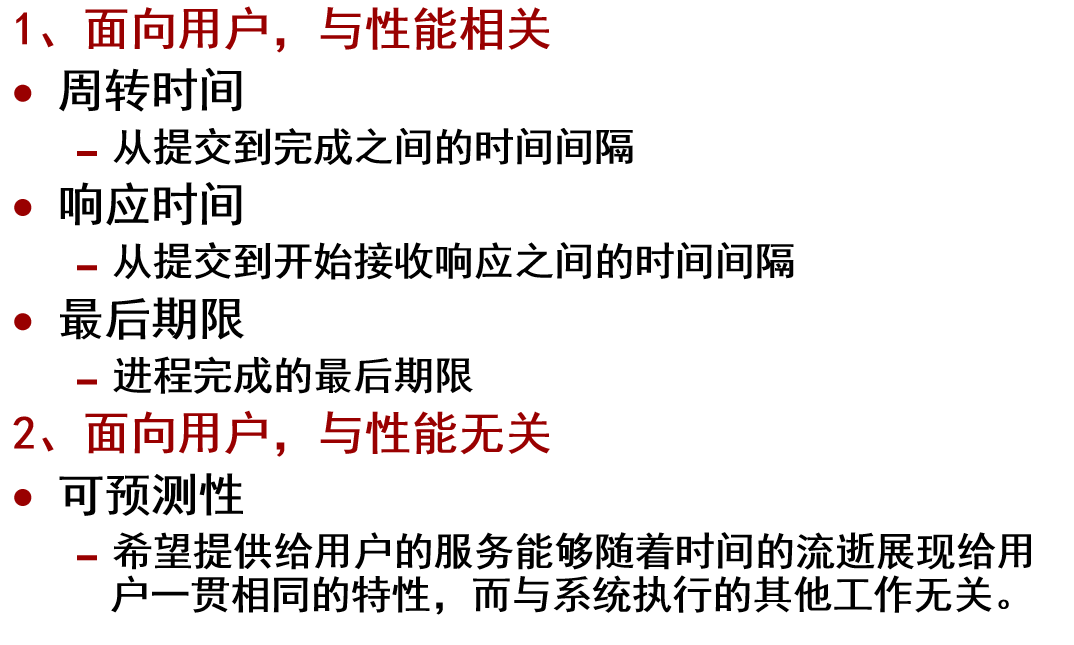 1、面向用户，与性能相关
• 周转时间
– 从提交到完成之间的时间间隔
• 响应时间
– 从提交到开始接收响应之间的时间间隔
• 最后期限
– 进程完成的最后期限
2、面向用户，与性能无关
• 可预测性
– 希望提供给用户的服务能够随着时间的流逝展现给用
户一贯相同的特性，而与系统执行的其他工作无关。